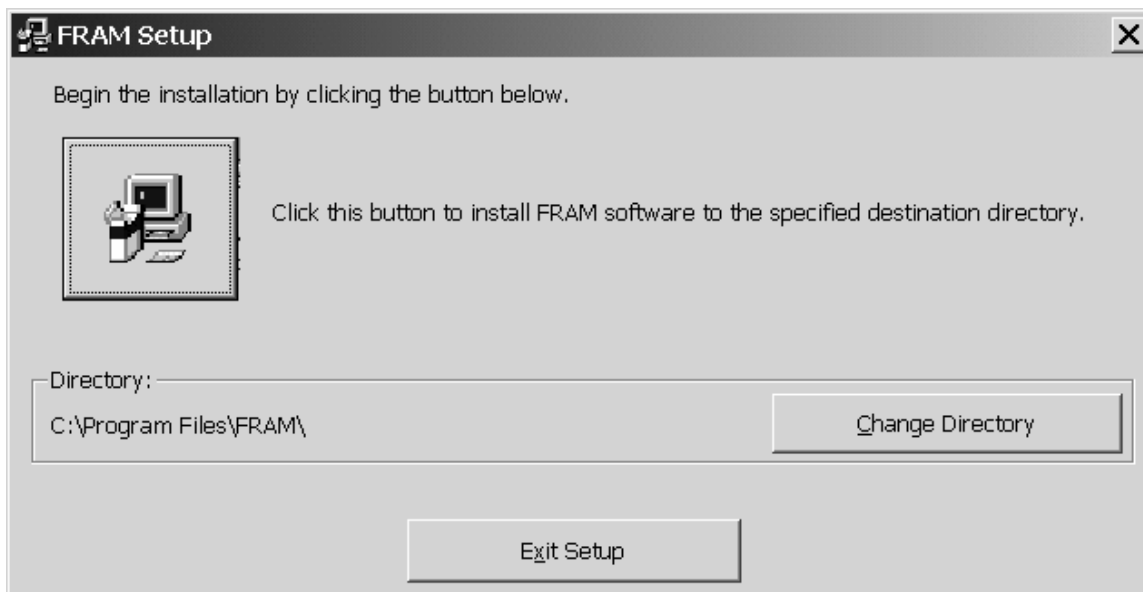 FRAM Setup
Begin the installation by clicking the button below.
Click this button to install FRAM software to the specified destination directory.
Directory:
C:\Program Files\FRAM\
Change Directory
Exit Setup